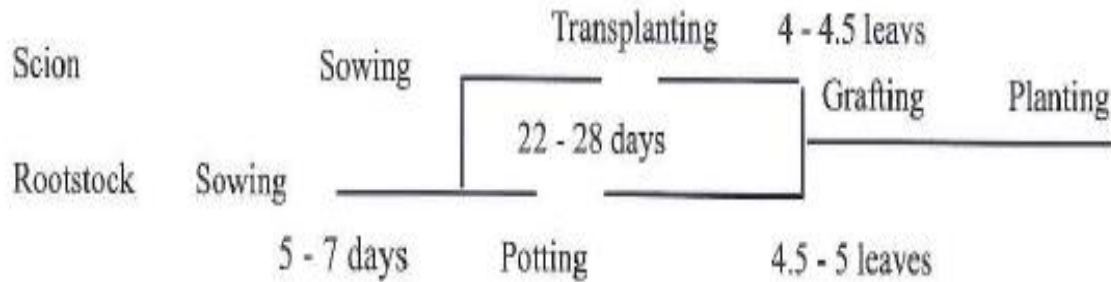 Transplanting 4 - 4.5 leavs
Scion Sowing
Grafting Planting
22 - 28 days
Rootstock Sowing
5 - 7 days Potting 4.5 - 5 leaves